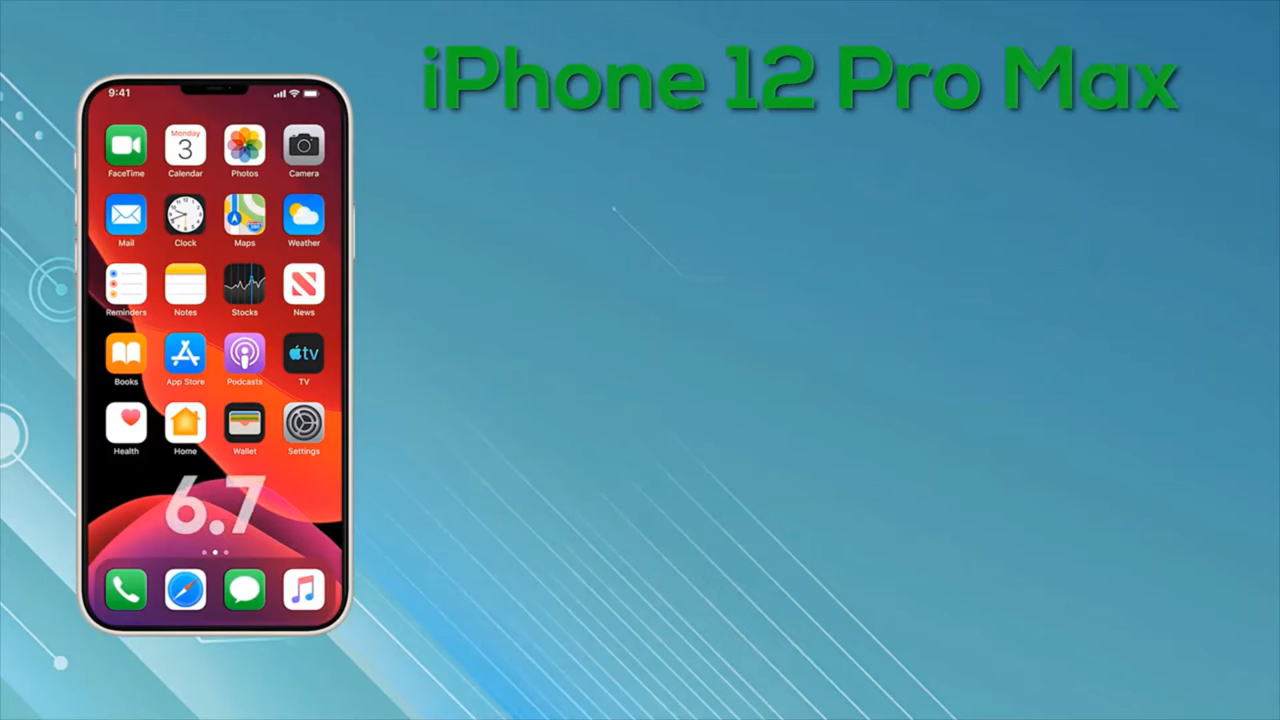 iPhone 12 Pro Max
9:41
FaceTime
Monday
3
Calendar
Photos
Camera
Mail
Clock
Maps
Weather
Reminders
Notes
Stocks
News
Books
App Store
Podcasts
tv
TV
Health
Home
Wallet
Settings
6.7